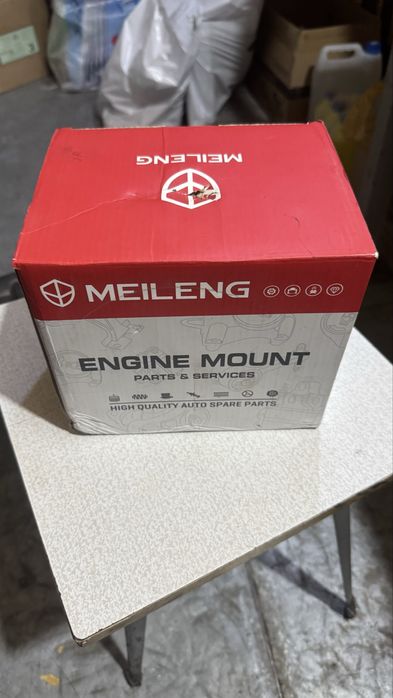 MEILENG
MEILENG
ENGINE MOUNT
PARTS & SERVICES
HIGH QUALITY AUTO SPARE PARTS